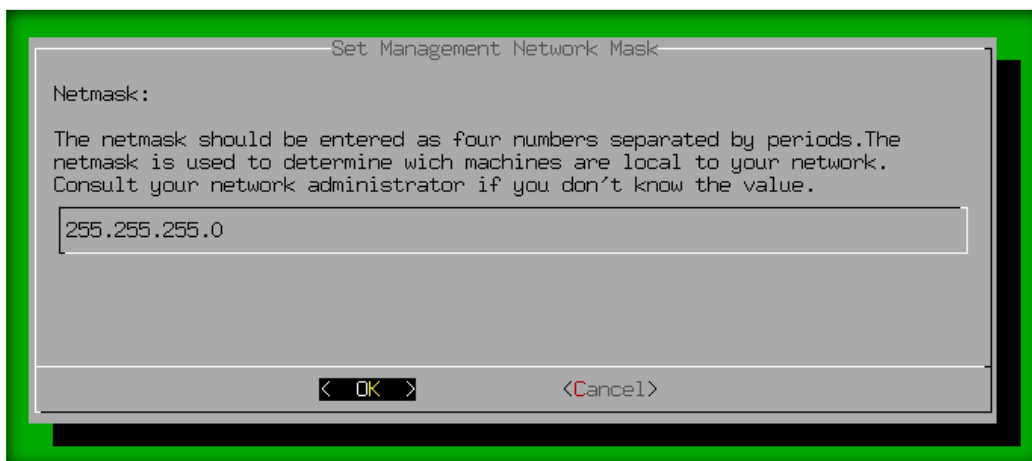 Set Management Network Mask
Netmask:
The netmask should be entered as four numbers separated by periods.The
netmask is used to determine wich machines are local to your network.
Consult your network administrator if you don't know the value.
255.255.255.0
< OK > <Cancel>